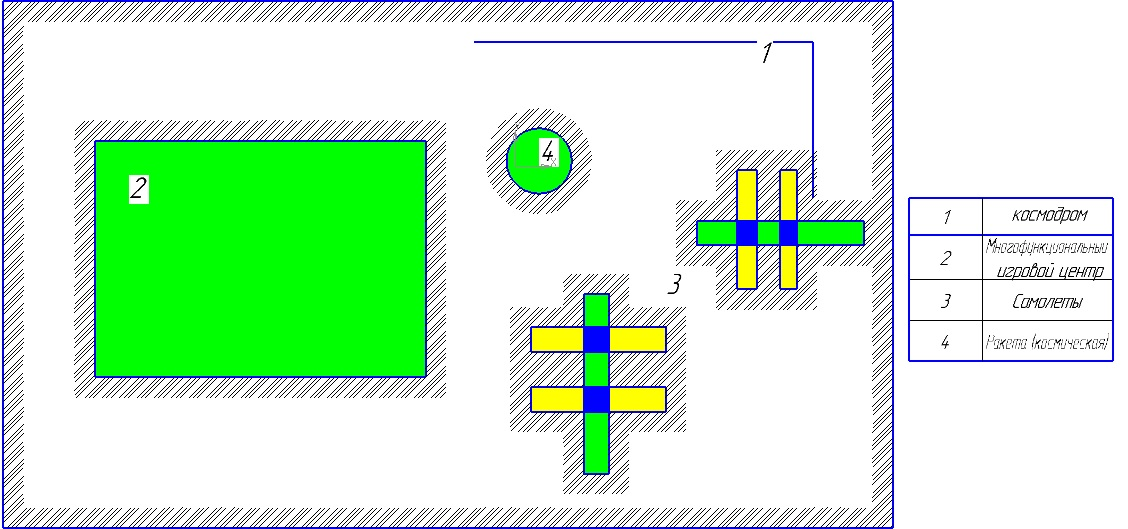 1
4
2
3
1 космодром
2 Многофункциональный
игровой центр
3 Самолеты
4 Ракета (космическая)